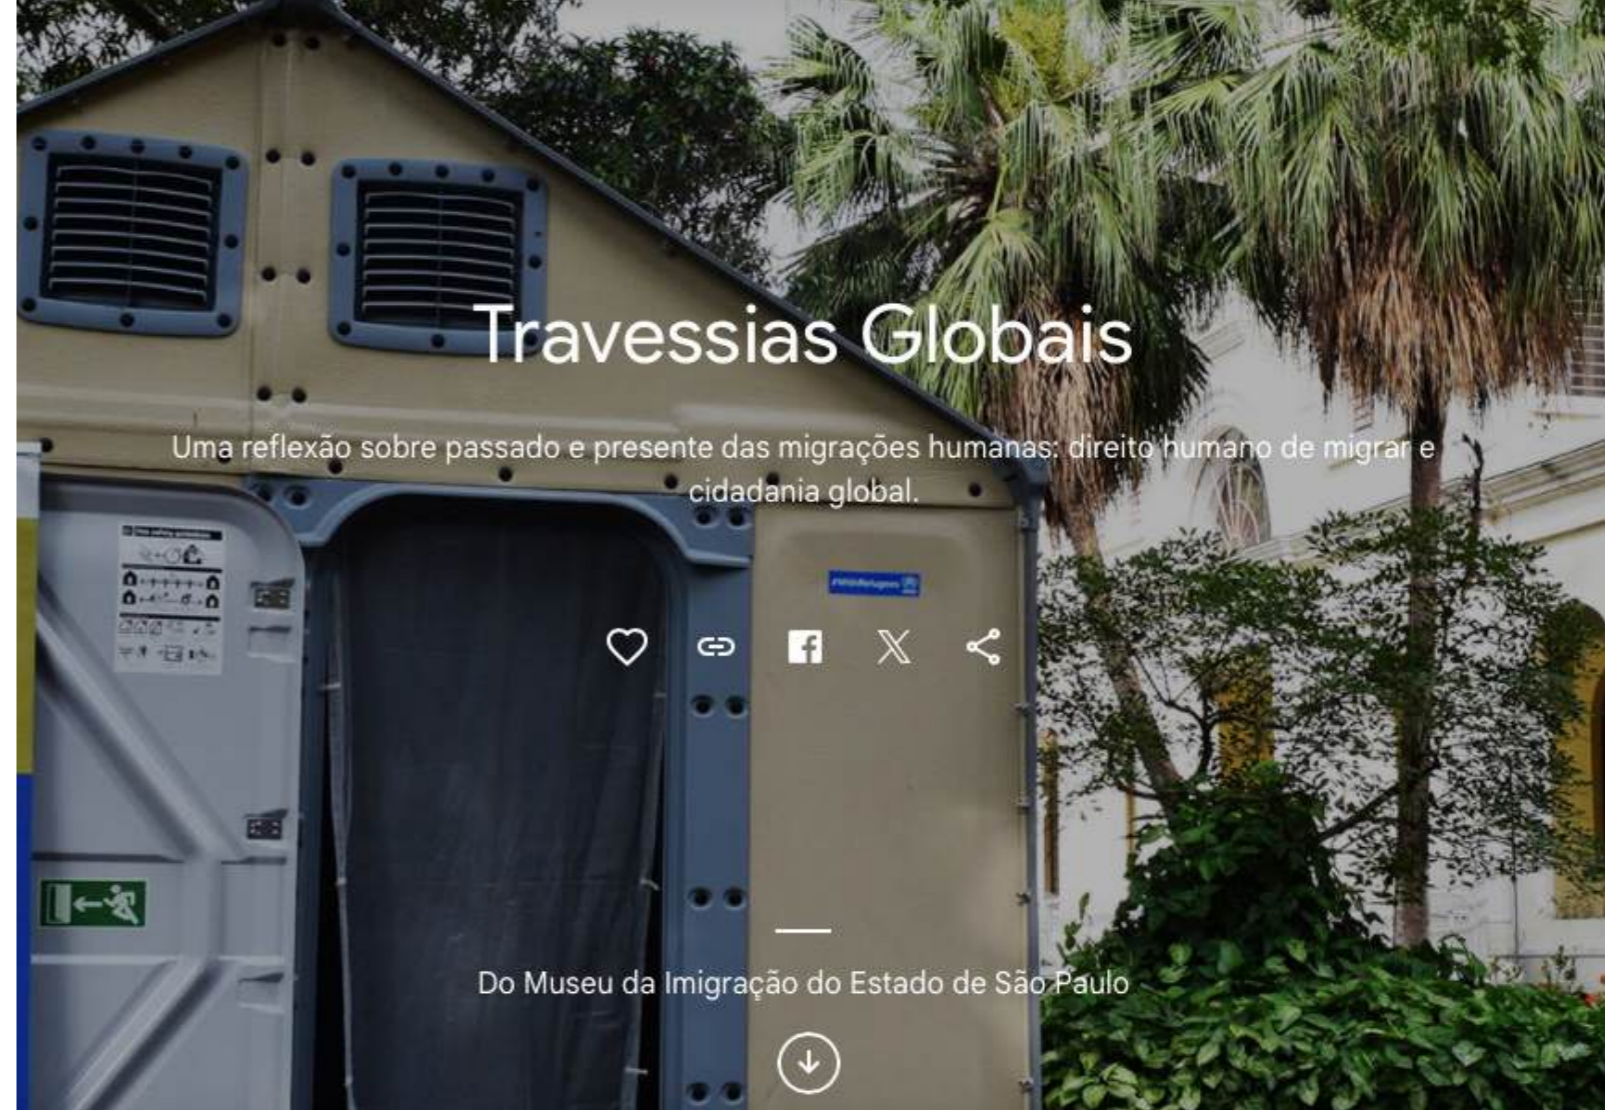 Travessias Globais
Uma reflexão sobre passado e presente das migrações humanas: direito humano de migrar e
cidadania global.
#WithRefugees
Do Museu da Imigração do Estado de São Paulo